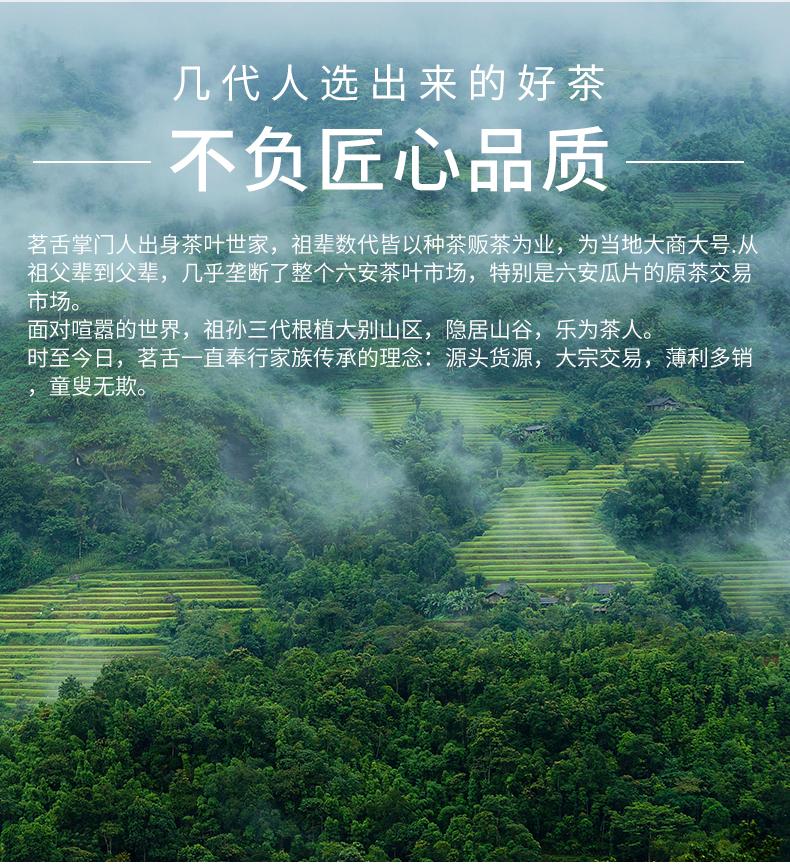 几代人选出来的好茶
不负匠心品质
茗舌掌门人出身茶叶世家，祖辈数代皆以种茶贩茶为业，为当地大商大号.从
祖父辈到父辈，几乎垄断了整个六安茶叶市场，特别是六安瓜片的原茶交易
市场。
面对喧嚣的世界，祖孙三代根植大别山区，隐居山谷，乐为茶人。
时至今日，茗舌一直奉行家族传承的理念：源头货源，大宗交易，薄利多销
，童叟无欺。